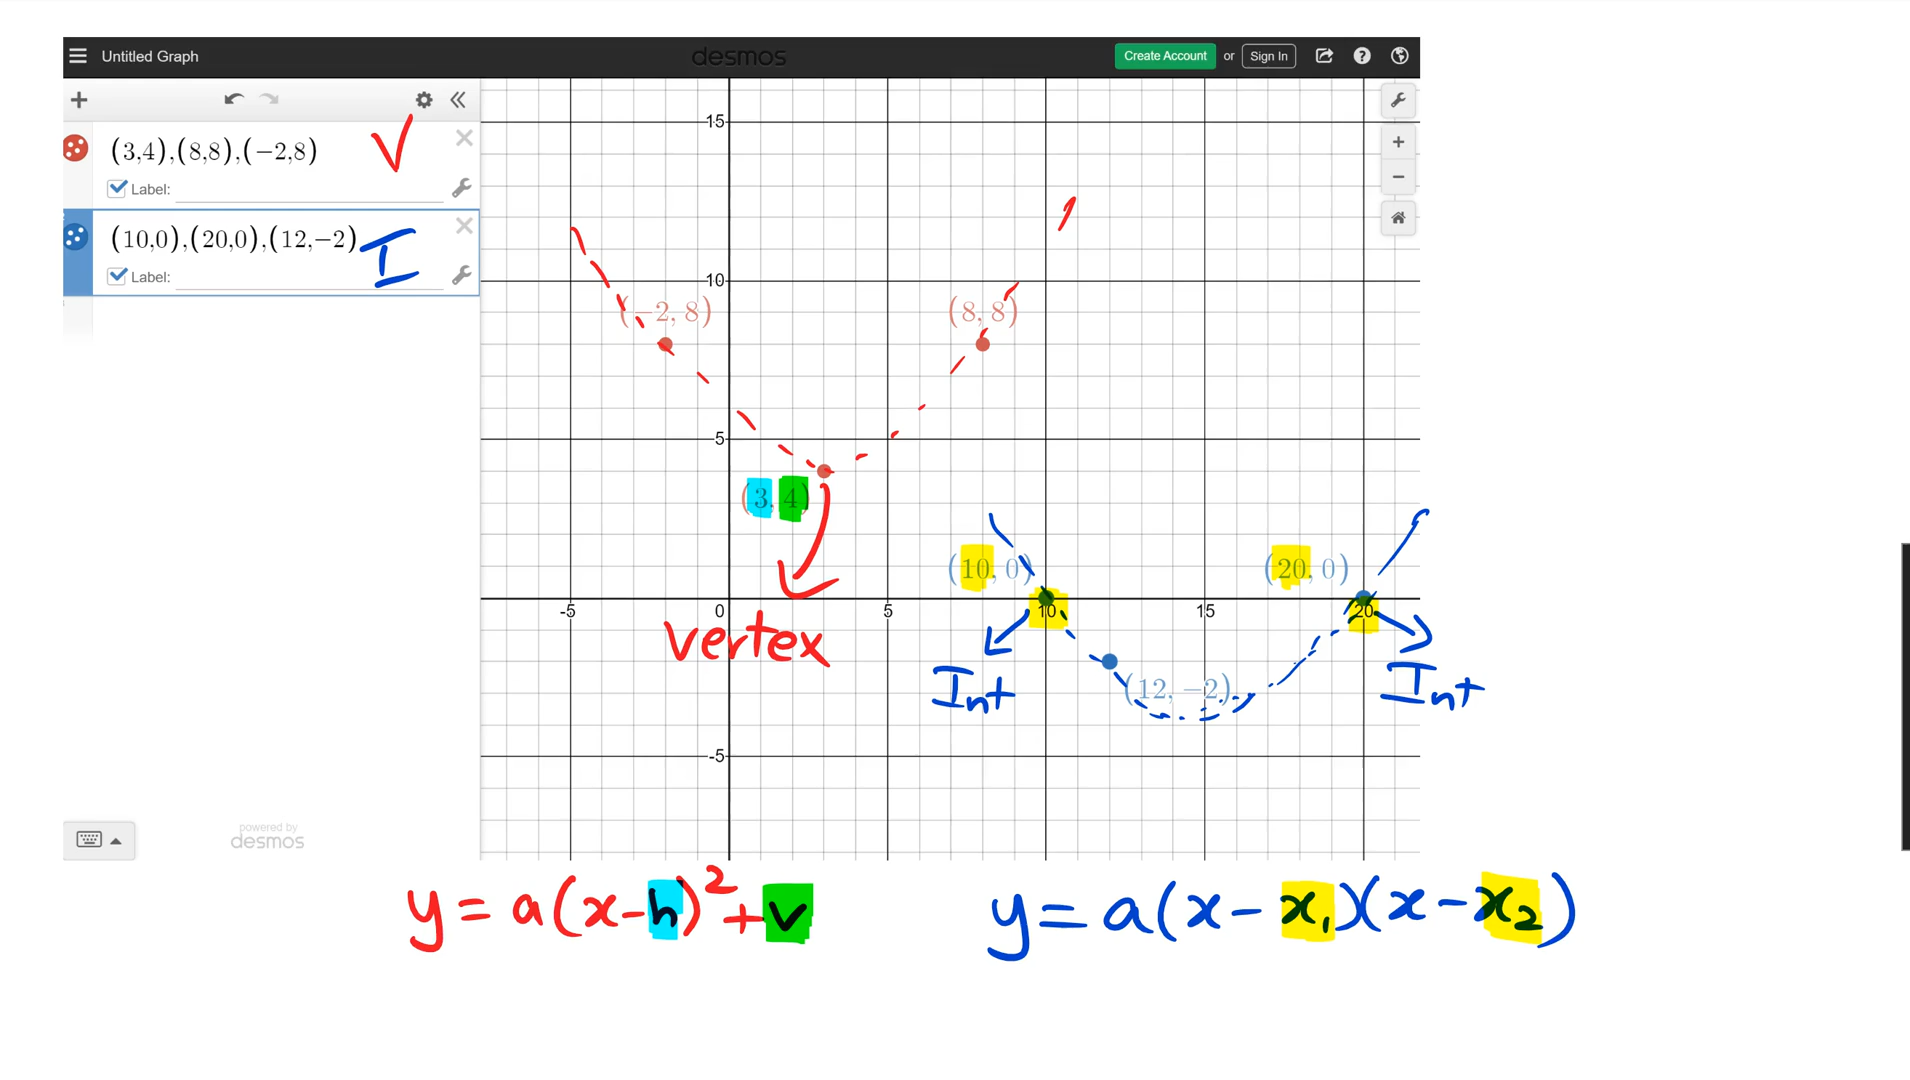 Untitled Graph
desmos
Create Account or Sign In
(3,4),(8,8),(−2,8) V
Label:
(10,0),(20,0),(12,−2) I
Label:
powered by
desmos
15
10
(−2, 8)
(8, 8)
5
(3, 4)
(10, 0)
(20, 0)
-5 0 5 10 15 20
vertex
Int
(12, −2)
Int
-5
y = a(x-h)²+v
y = a(x-x₁)(x-x₂)